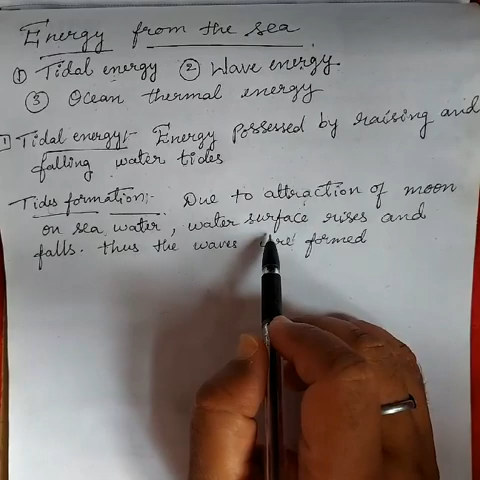 Energy from the sea
① Tidal energy ② Wave energy.
③ Ocean thermal energy
1 Tidal energy:- Energy possessed by raising and
falling water tides
Tides formation:- Due to attraction of moon
on sea water, water surface rises and
falls. thus the waves are formed